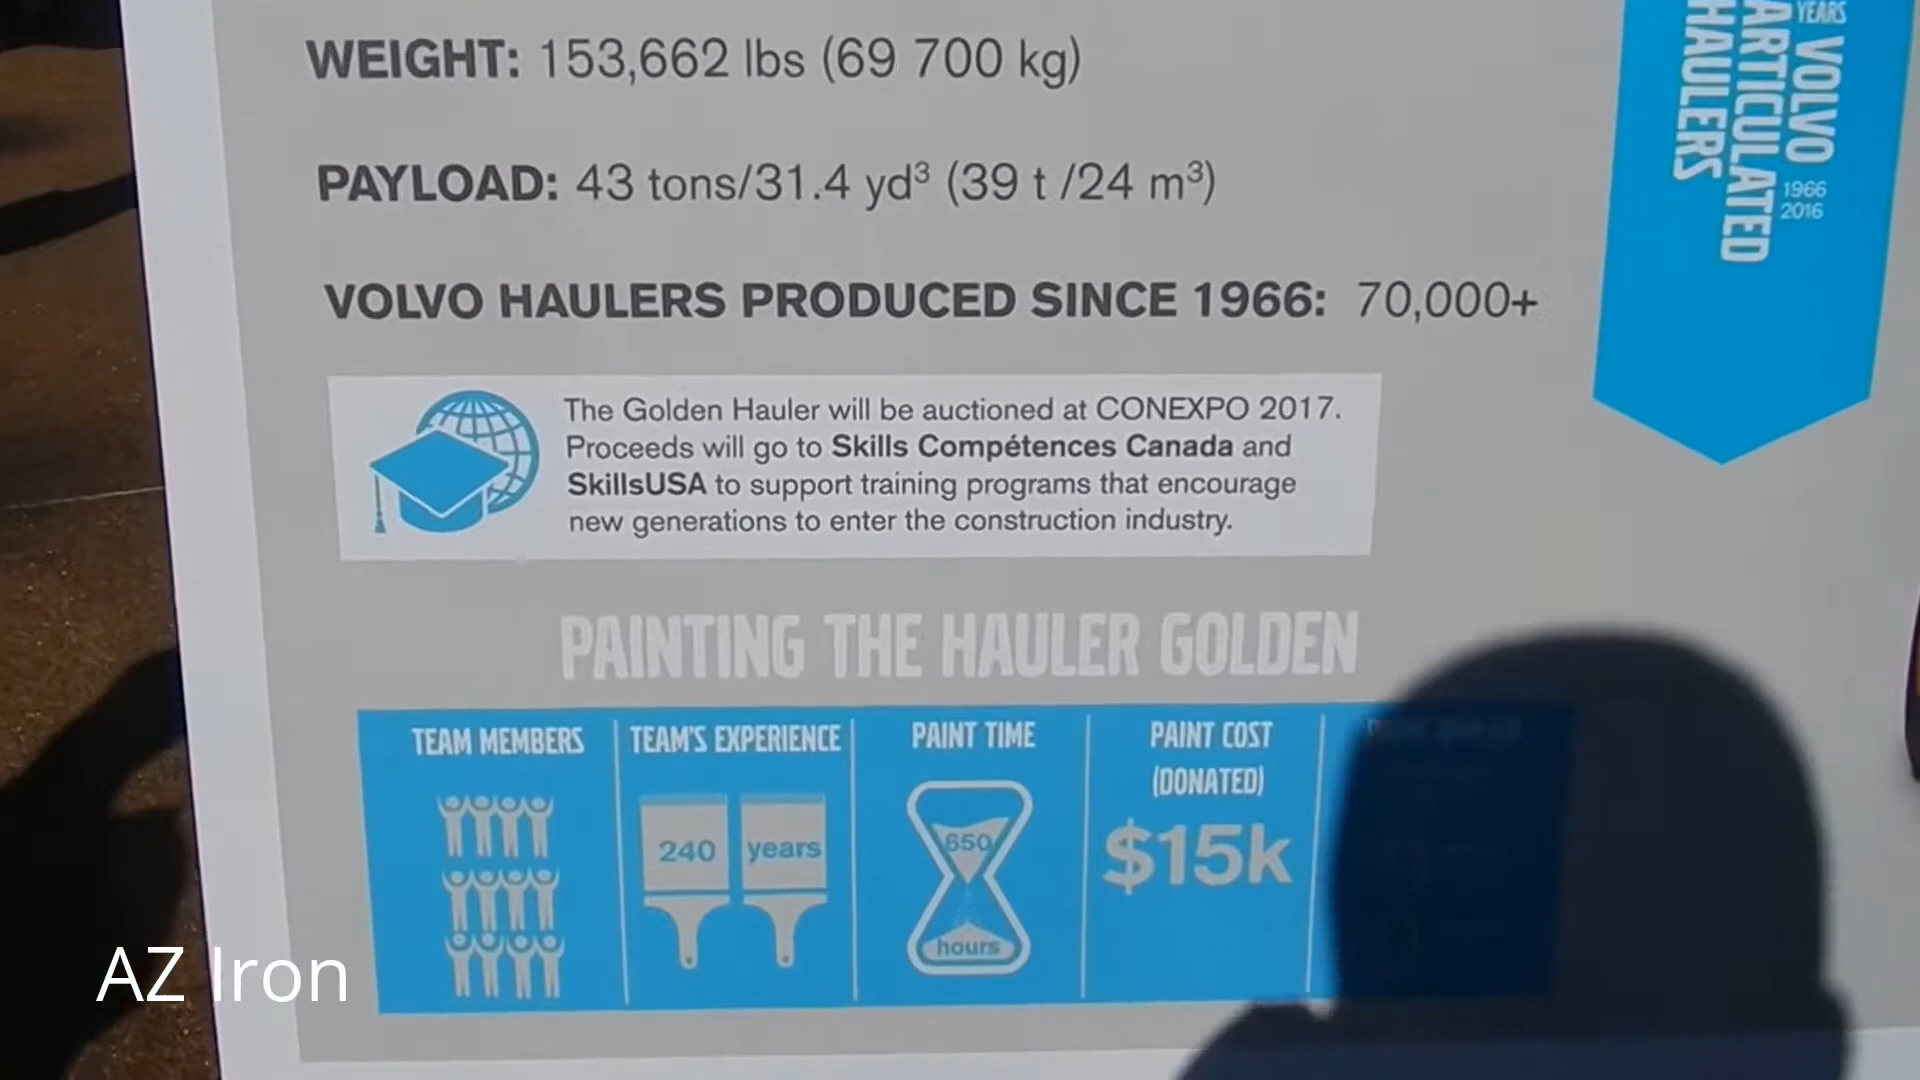 WEIGHT: 153,662 lbs (69 700 kg)
PAYLOAD: 43 tons/31.4 yd³ (39 t /24 m³)
VOLVO HAULERS PRODUCED SINCE 1966: 70,000+
YEARS
VOLVO
ARTICULATED
HAULERS
1966
2016
The Golden Hauler will be auctioned at CONEXPO 2017.
Proceeds will go to Skills Compétences Canada and
SkillsUSA to support training programs that encourage
new generations to enter the construction industry.
PAINTING THE HAULER GOLDEN
TEAM MEMBERS
TEAM'S EXPERIENCE
240 years
PAINT TIME
650
hours
PAINT COST
(DONATED)
$15k
AZ Iron